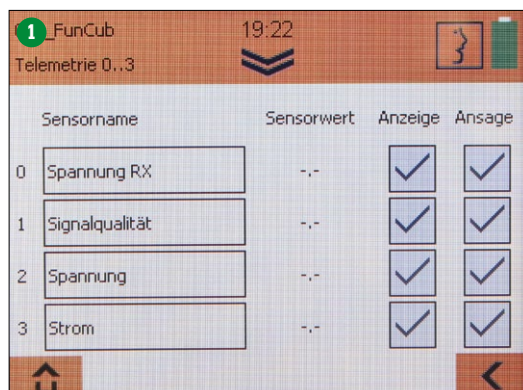 1 _FunCub 19:22
Telemetrie 0..3
Sensorname Sensorwert Anzeige Ansage
0 Spannung RX -.-
1 Signalqualität -.-
2 Spannung -.-
3 Strom -.-